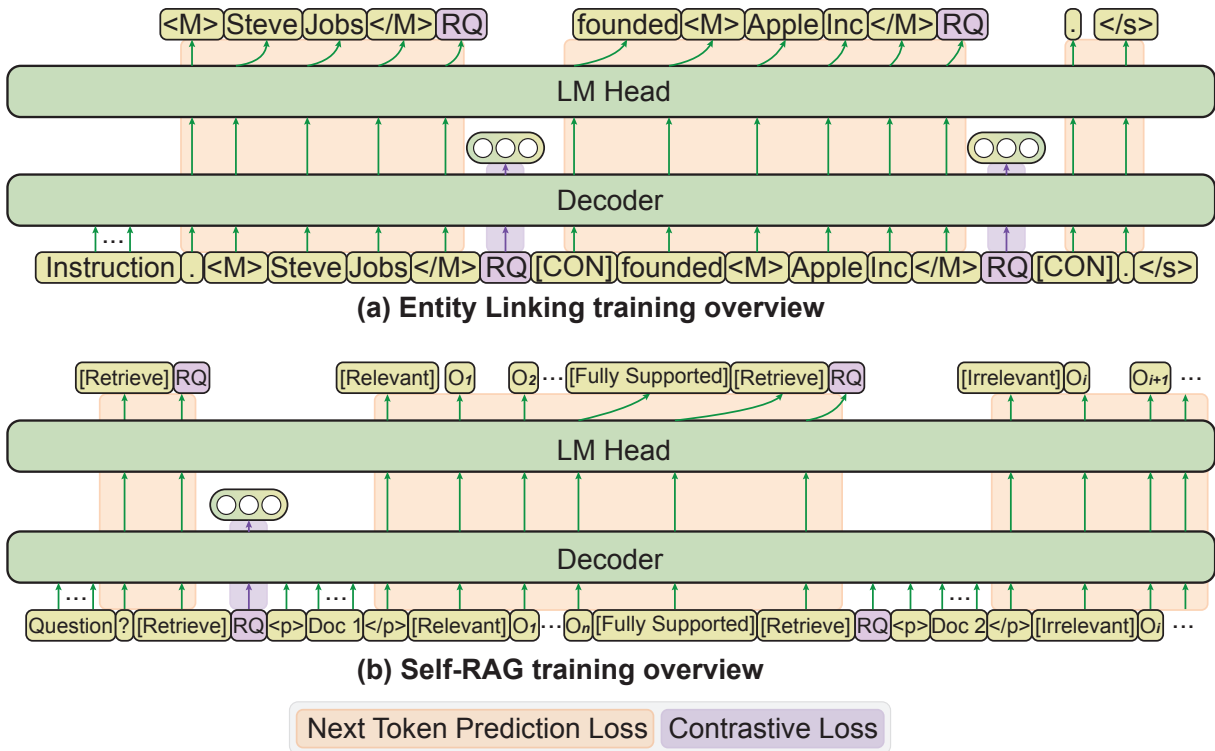 <M> Steve Jobs </M> RQ founded <M> Apple Inc </M> RQ . </s>
LM Head
Decoder
...
Instruction . <M> Steve Jobs </M> RQ [CON] founded <M> Apple Inc </M> RQ [CON] . </s>
(a) Entity Linking training overview
[Retrieve] RQ [Relevant] O1 O2 ... [Fully Supported] [Retrieve] RQ [Irrelevant] Oi Oi+1 ...
LM Head
Decoder
... ... ...
Question ? [Retrieve] RQ <p> Doc 1 </p> [Relevant] O1 ... On [Fully Supported] [Retrieve] RQ <p> Doc 2 </p> [Irrelevant] Oi ...
(b) Self-RAG training overview
Next Token Prediction Loss Contrastive Loss